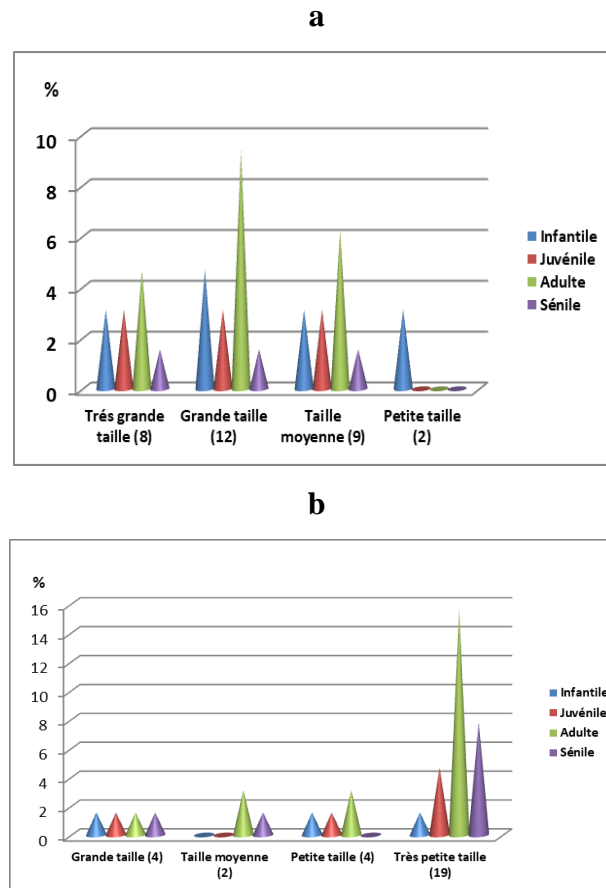 a
%
10
8
6
4
2
0
Infantile
Juvénile
Adulte
Sénile
Trés grande
taille (8)
Grande taille
(12)
Taille
moyenne (9)
Petite taille
(2)
b
%
16
14
12
10
8
6
4
2
0
Infantile
Juvénile
Adulte
Sénile
Grande taille (4)
Taille moyenne
(2)
Petite taille (4)
Très petite taille
(19)